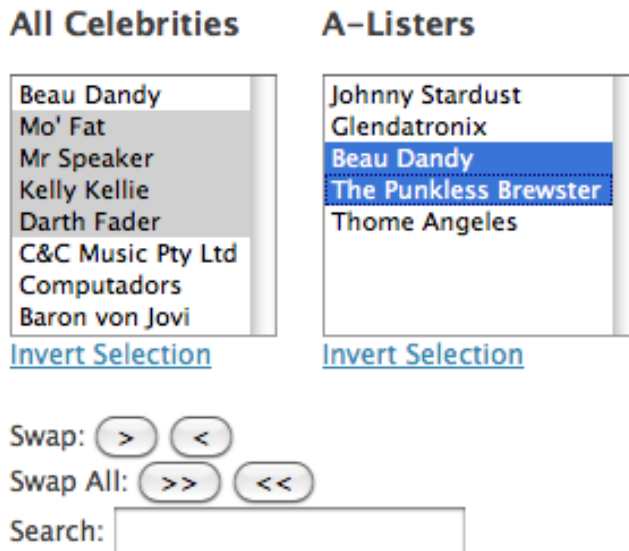 All Celebrities
Beau Dandy
Mo' Fat
Mr Speaker
Kelly Kellie
Darth Fader
C&C Music Pty Ltd
Computadors
Baron von Jovi
Invert Selection
A-Listers
Johnny Stardust
Glendatronix
Beau Dandy
The Punkless Brewster
Thome Angeles
Invert Selection
Swap: > <
Swap All: >> <<
Search: